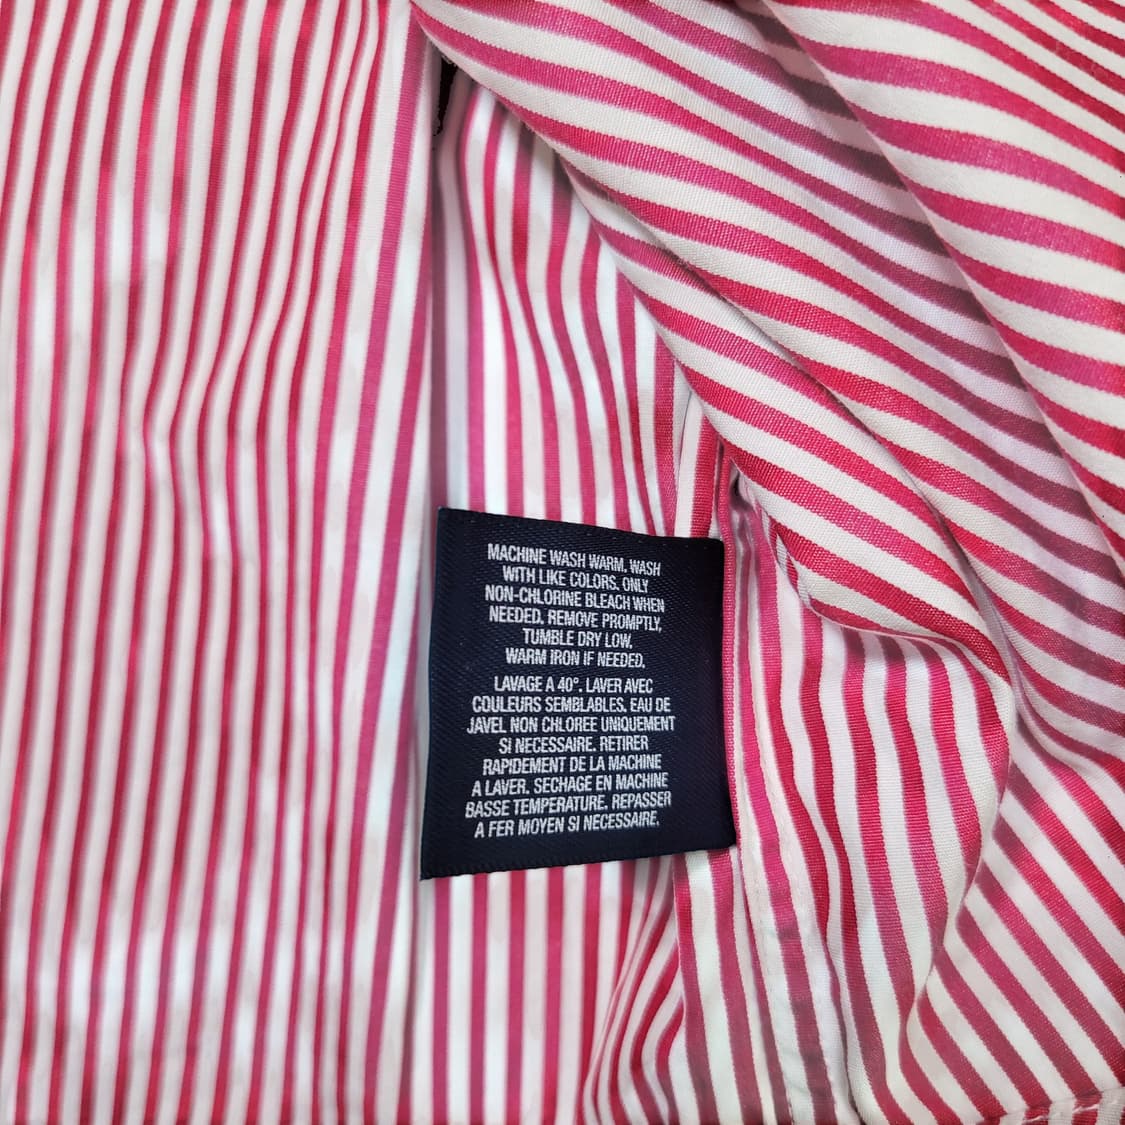 MACHINE WASH WARM. WASH
WITH LIKE COLORS. ONLY
NON-CHLORINE BLEACH WHEN
NEEDED. REMOVE PROMPTLY,
TUMBLE DRY LOW,
WARM IRON IF NEEDED.
LAVAGE A 40°. LAVER AVEC
COULEURS SEMBLABLES. EAU DE
JAVEL NON CHLOREE UNIQUEMENT
SI NECESSAIRE. RETIRER
RAPIDEMENT DE LA MACHINE
A LAVER. SECHAGE EN MACHINE
BASSE TEMPERATURE. REPASSER
A FER MOYEN SI NECESSAIRE.